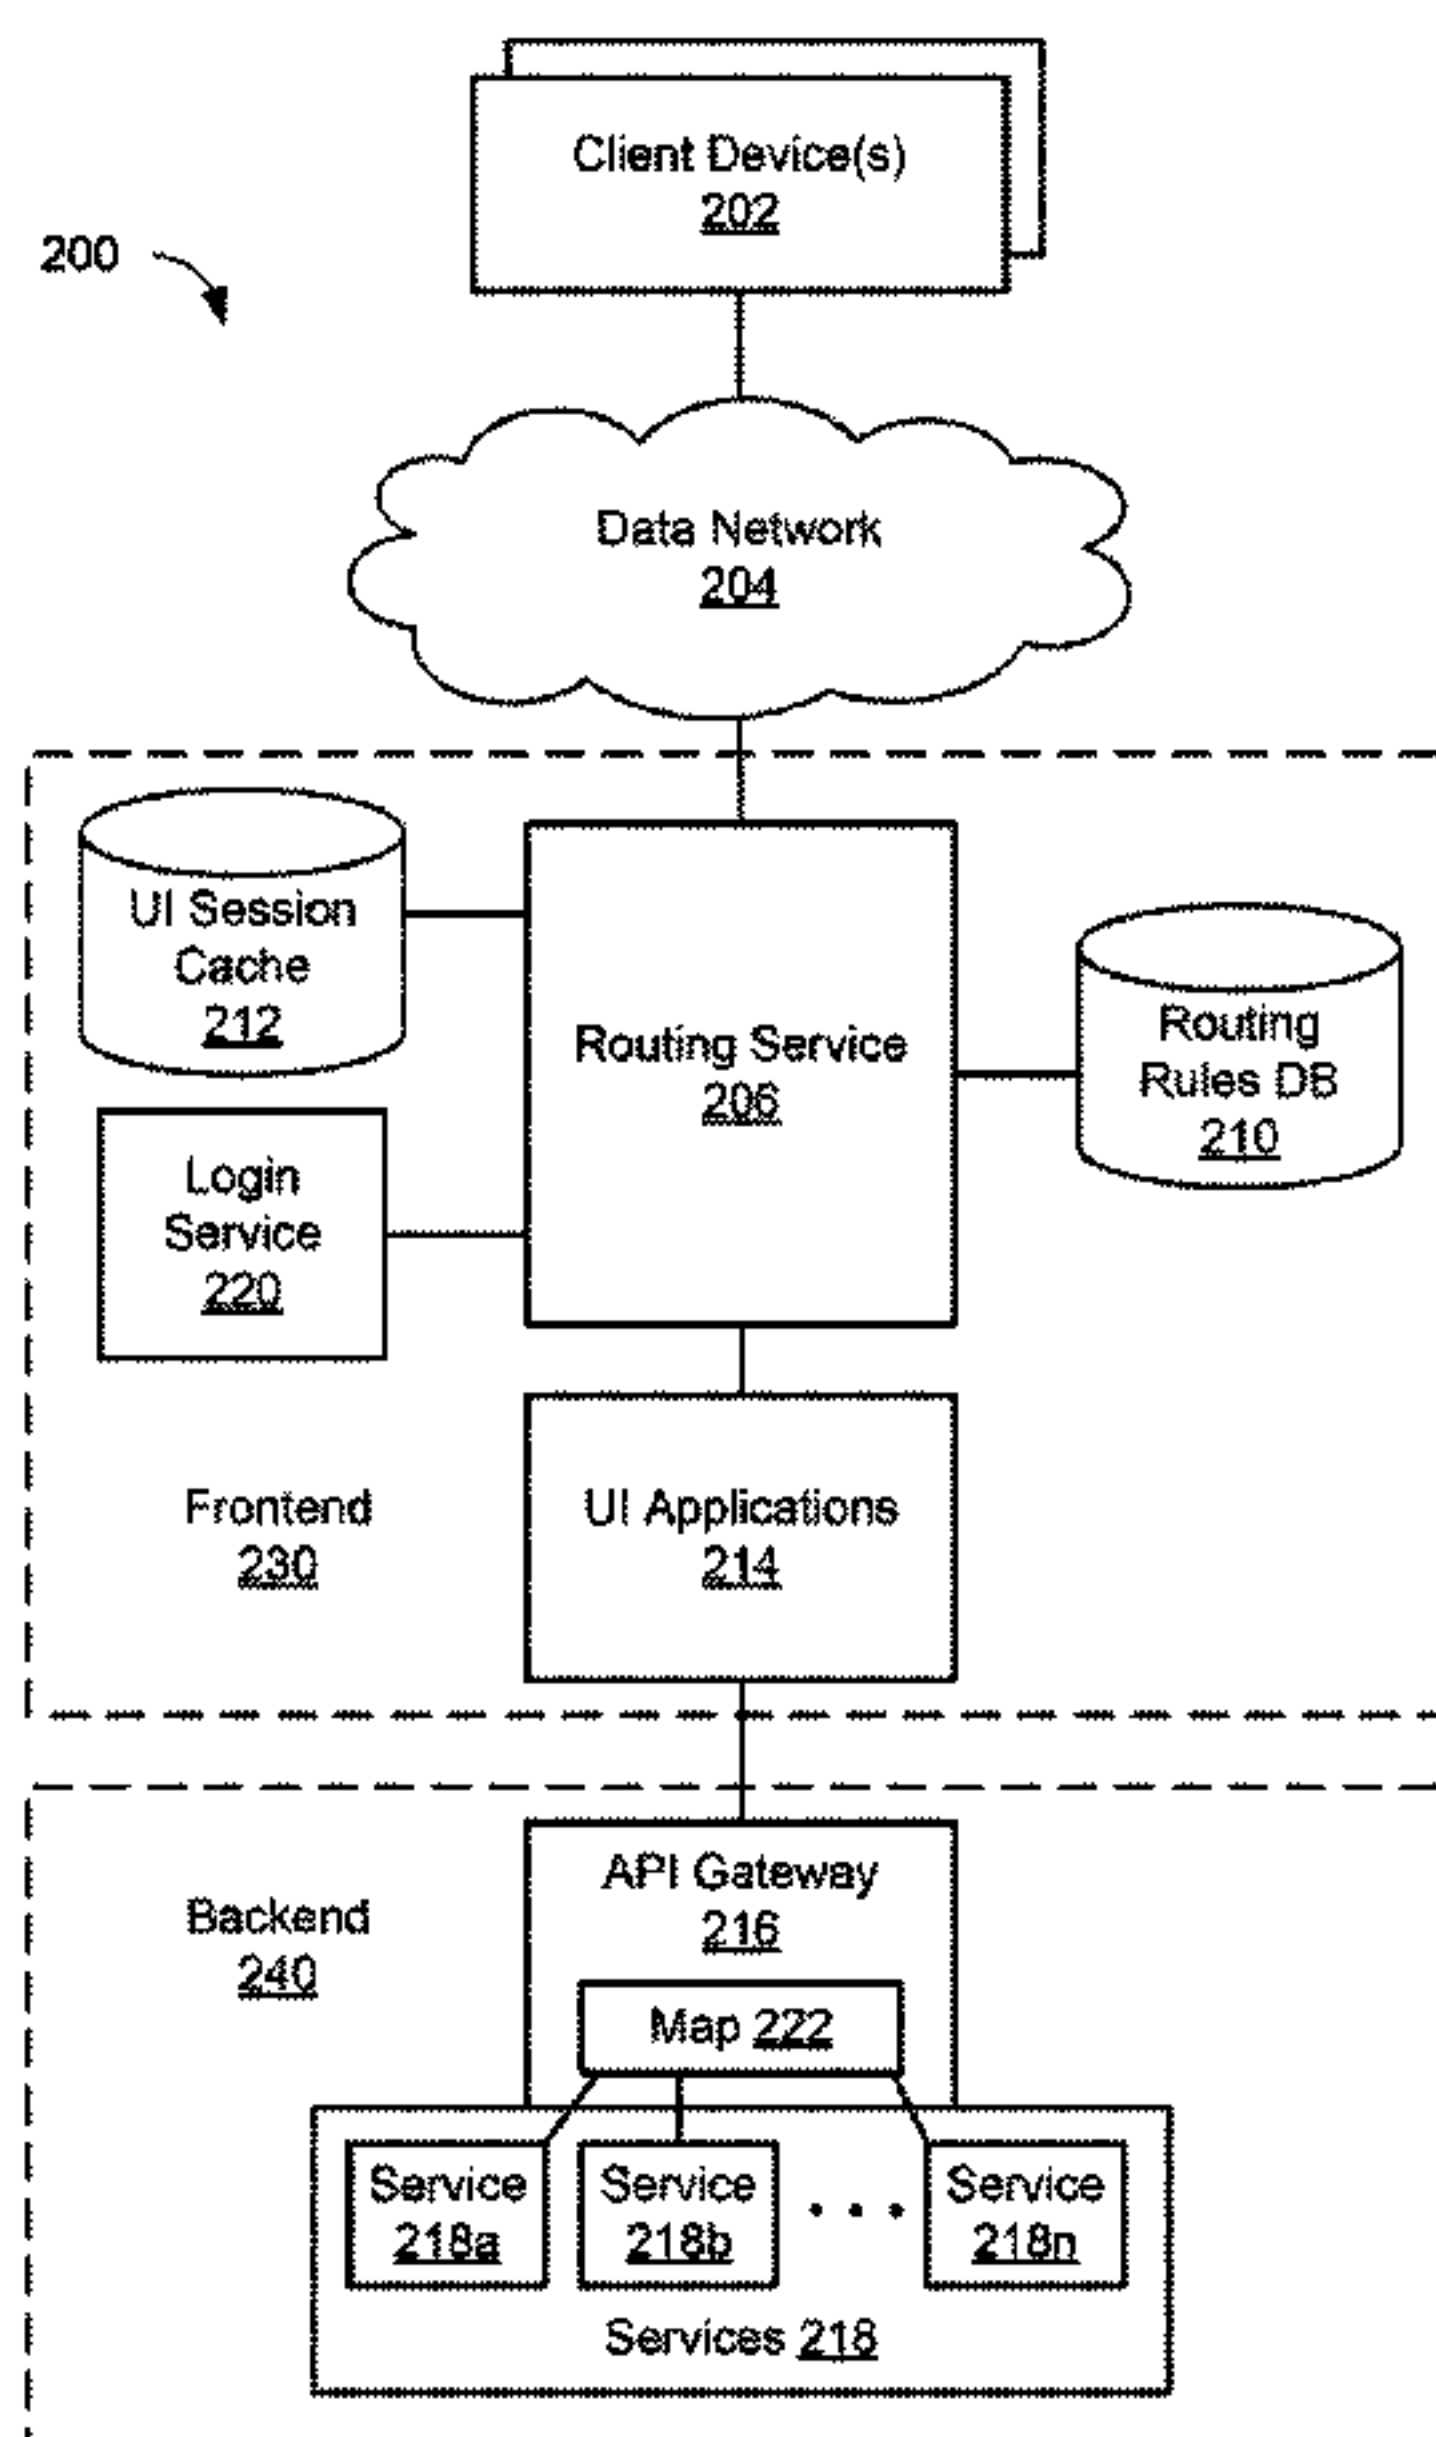 Client Device(s)
202
200
Data Network
204
UI Session
Cache
212
Routing Service
206
Routing
Rules DB
210
Login
Service
220
Frontend
230
UI Applications
214
API Gateway
216
Backend
240
Map 222
Service
218a
Service
218b
Service
218n
Services 218